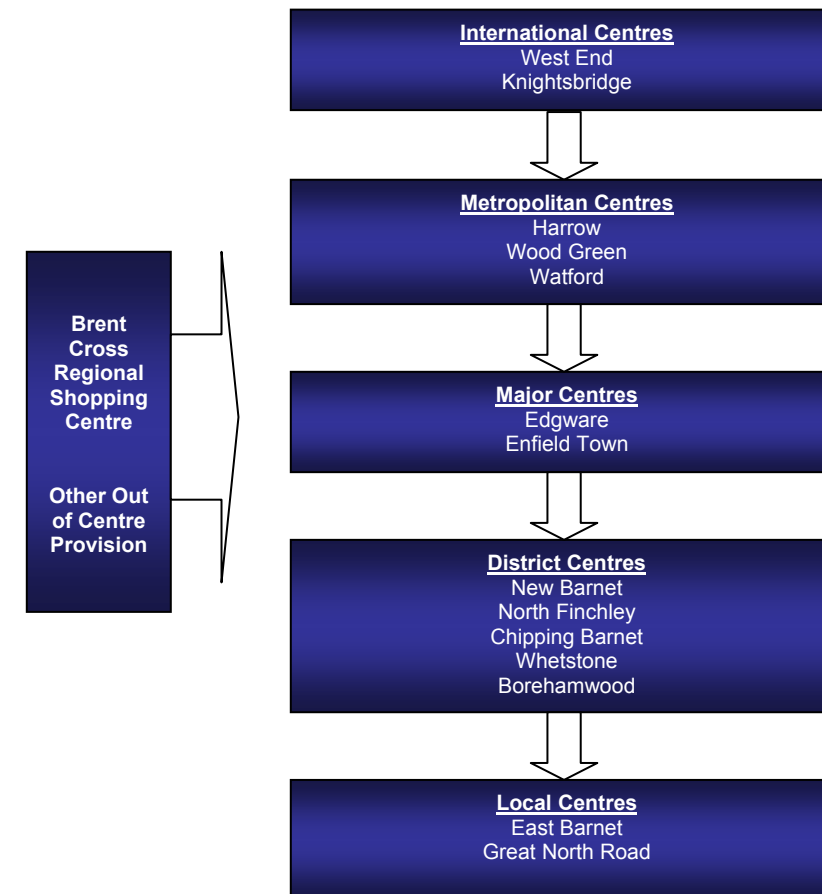 International Centres
West End
Knightsbridge
Metropolitan Centres
Harrow
Wood Green
Watford
Brent
Cross
Regional
Shopping
Centre
Other Out
of Centre
Provision
Major Centres
Edgware
Enfield Town
District Centres
New Barnet
North Finchley
Chipping Barnet
Whetstone
Borehamwood
Local Centres
East Barnet
Great North Road